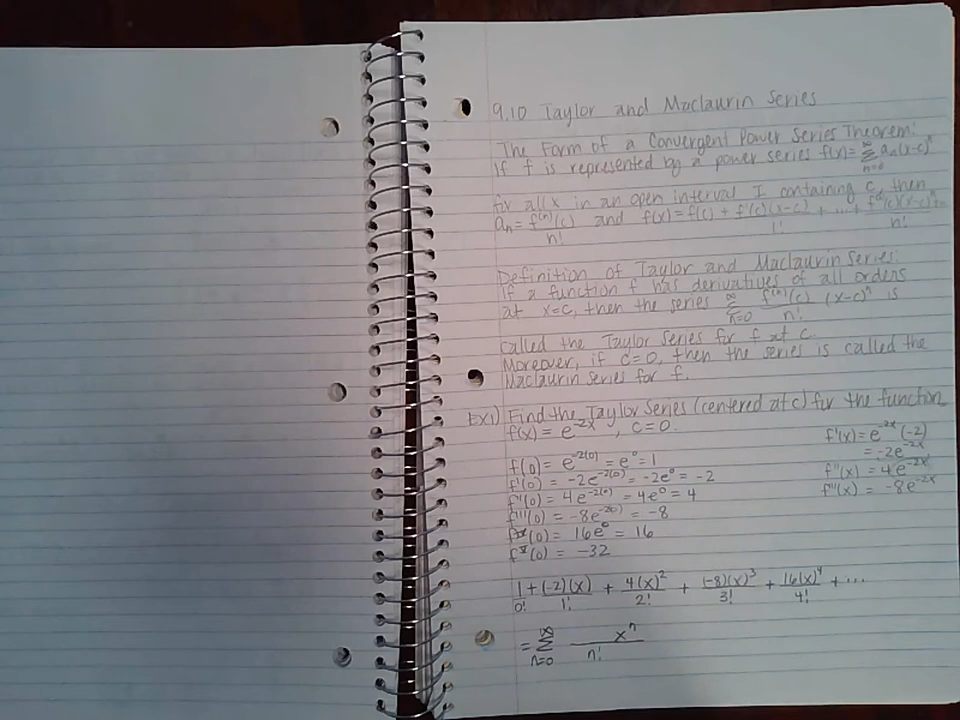 9.10 Taylor and Maclaurin Series
The Form of a Convergent Power Series Theorem:
If f is represented by a power series f(x) = ∞ Σ n=0 aₙ(x-c)ⁿ
for all x in an open interval I containing c, then
aₙ = f⁽ⁿ⁾(c)/n! and f(x) = f(c) + f'(c)(x-c)/1! + ... + f⁽ⁿ⁾(c)(x-c)ⁿ/n!
Definition of Taylor and Maclaurin Series:
If a function f has derivatives of all orders
at x=c, then the series ∞ Σ n=0 f⁽ⁿ⁾(c)/n! (x-c)ⁿ is
called the Taylor Series for f at c.
Moreover, if c=0, then the series is called the
Maclaurin series for f.
EX1) Find the Taylor Series (centered at c) for the function
f(x) = e⁻²ˣ, c=0.
f'(x) = e⁻²ˣ(-2)
= -2e⁻²ˣ
f''(x) = 4e⁻²ˣ
f'''(x) = -8e⁻²ˣ
f(0) = e⁻²⁽⁰⁾ = e⁰ = 1
f'(0) = -2e⁻²⁽⁰⁾ = -2e⁰ = -2
f''(0) = 4e⁻²⁽⁰⁾ = 4e⁰ = 4
f'''(0) = -8e⁻²⁽⁰⁾ = -8
f^IV(0) = 16e⁰ = 16
f^V(0) = -32
1/0! + (-2)(x)/1! + 4(x)²/2! + (-8)(x)³/3! + 16(x)⁴/4! + ...
= ∞ Σ n=0 xⁿ/n!